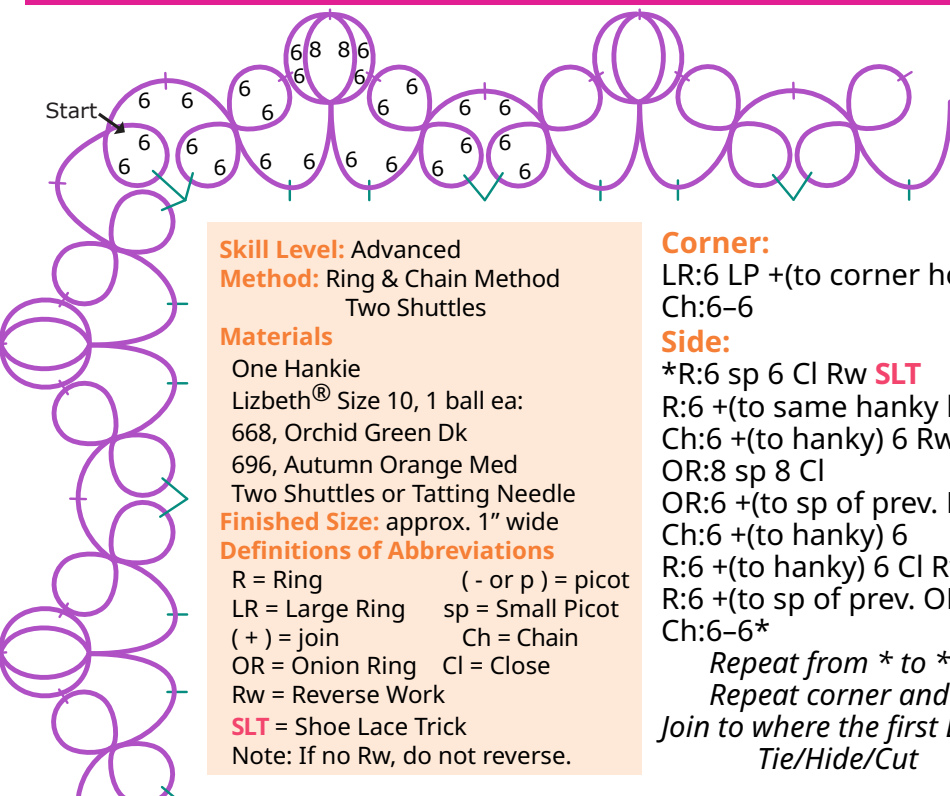 Start
6 6 6 6 6 6 6 6 6 6
6 8 8 6
6 6
6 6 6 6 6 6 6 6 6 6
Skill Level: Advanced
Method: Ring & Chain Method
Two Shuttles
Materials
One Hankie
Lizbeth® Size 10, 1 ball ea:
668, Orchid Green Dk
696, Autumn Orange Med
Two Shuttles or Tatting Needle
Finished Size: approx. 1” wide
Definitions of Abbreviations
R = Ring ( - or p ) = picot
LR = Large Ring sp = Small Picot
( + ) = join Ch = Chain
OR = Onion Ring Cl = Close
Rw = Reverse Work
SLT = Shoe Lace Trick
Note: If no Rw, do not reverse.
Corner:
LR:6 LP +(to corner
Ch:6–6
Side:
*R:6 sp 6 Cl Rw SLT
R:6 +(to same hanky
Ch:6 +(to hanky) 6 Rw
OR:8 sp 8 Cl
OR:6 +(to sp of prev.
Ch:6 +(to hanky) 6
R:6 +(to hanky) 6 Cl
R:6 +(to sp of prev.
Ch:6–6*
Repeat from * to *
Repeat corner and
Join to where the first
Tie/Hide/Cut